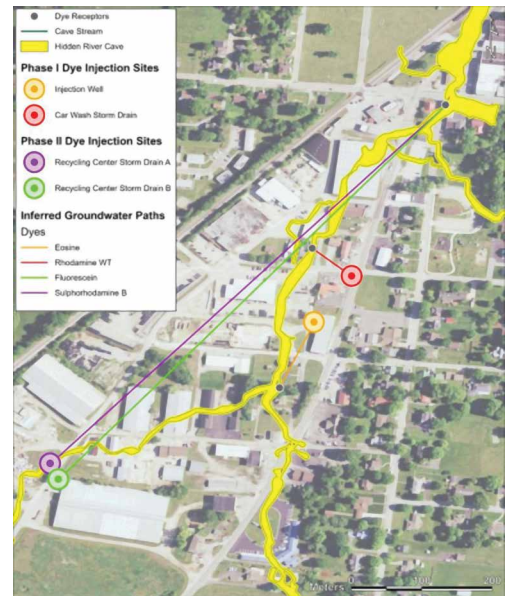 Dye Receptors
Cave Stream
Hidden River Cave
Phase I Dye Injection Sites
Injection Well
Car Wash Storm Drain
Phase II Dye Injection Sites
Recycling Center Storm Drain A
Recycling Center Storm Drain B
Inferred Groundwater Paths
Dyes
Eosine
Rhodamine WT
Fluorescein
Sulphorhodamine B
Meters 0 100 200